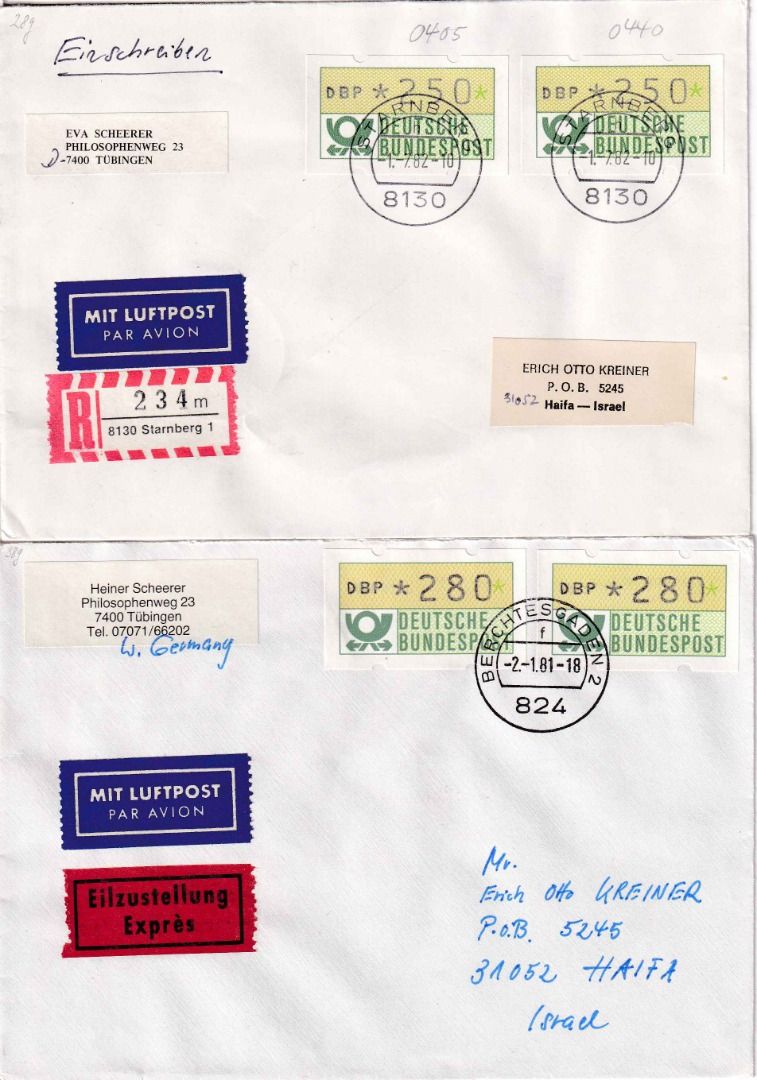 28g
Einschreiben
0405
0440
EVA SCHEERER
PHILOSOPHENWEG 23
D-7400 TÜBINGEN
DBP *250*
DEUTSCHE
BUNDESPOST
DBP *250*
DEUTSCHE
BUNDESPOST
STARNBERG
-1.-7.82-10
8130
STARNBERG
-1.-7.82-10
8130
MIT LUFTPOST
PAR AVION
R
234m
8130 Starnberg 1
ERICH OTTO KREINER
P. O. B. 5245
31052 Haifa — Israel
Heiner Scheerer
Philosophenweg 23
7400 Tübingen
Tel. 07071/66202
W. Germany
DBP *280*
DEUTSCHE
BUNDESPOST
DBP *280*
DEUTSCHE
BUNDESPOST
BERCHTESGADEN 2
f
-2.-1.81-18
824
MIT LUFTPOST
PAR AVION
Eilzustellung
Exprès
Mr.
Erich Otto KREINER
P.O.B. 5245
31052 HAIFA
Israel